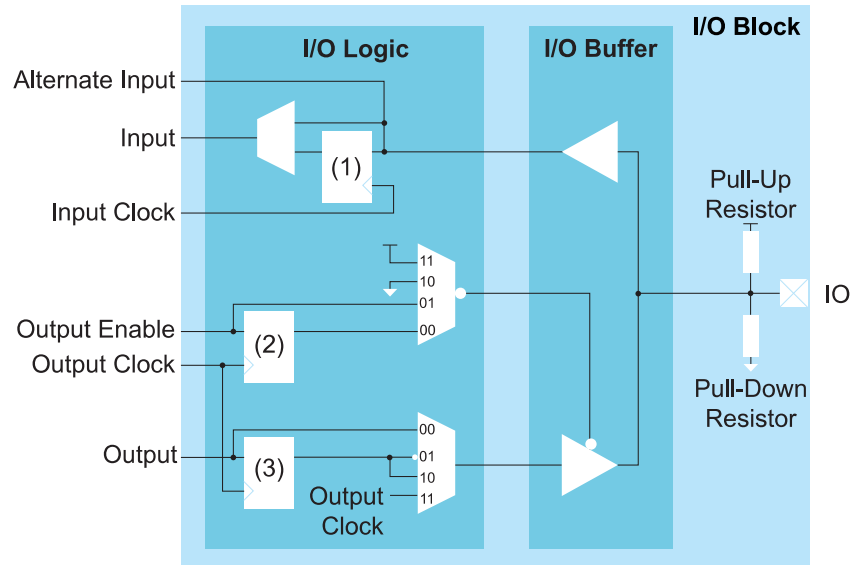 I/O Block
I/O Logic
I/O Buffer
Alternate Input
Input
(1)
Input Clock
Pull-Up
Resistor
11
10
01
00
IO
Output Enable
(2)
Output Clock
Pull-Down
Resistor
Output
(3)
00
01
10
11
Output
Clock